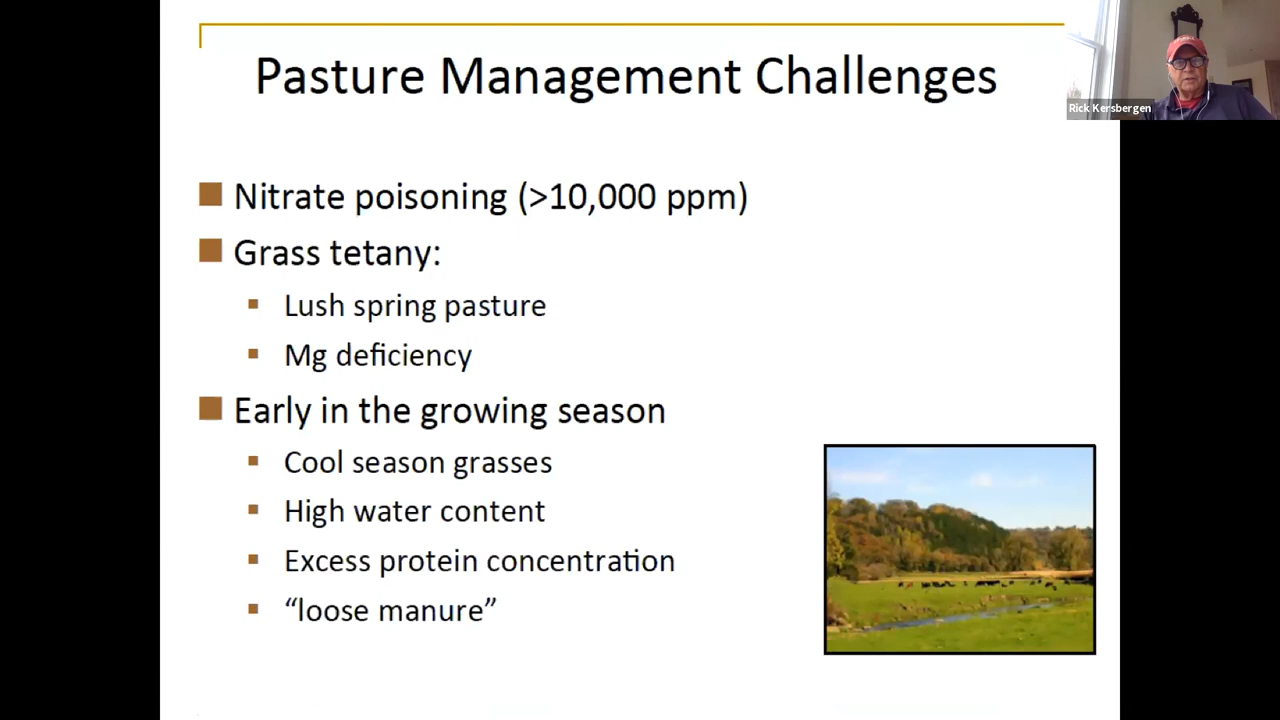 Pasture Management Challenges
Rick Kersbergen
Nitrate poisoning (>10,000 ppm)
Grass tetany:
Lush spring pasture
Mg deficiency
Early in the growing season
Cool season grasses
High water content
Excess protein concentration
“loose manure”